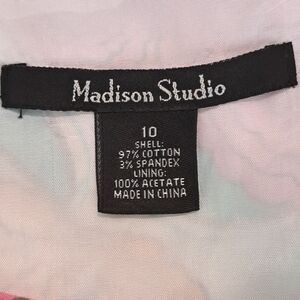 Madison Studio
10
SHELL:
97% COTTON
3% SPANDEX
LINING:
100% ACETATE
MADE IN CHINA